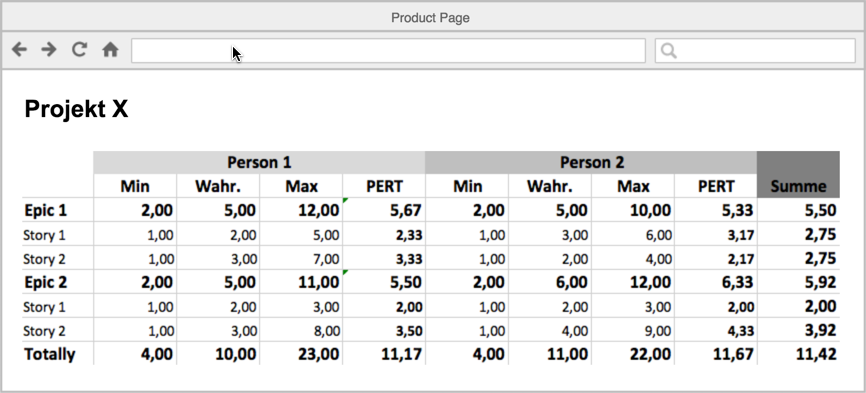 Product Page
Projekt X
Person 1 Person 2
Min Wahr. Max PERT Min Wahr. Max PERT Summe
Epic 1 2,00 5,00 12,00 5,67 2,00 5,00 10,00 5,33 5,50
Story 1 1,00 2,00 5,00 2,33 1,00 3,00 6,00 3,17 2,75
Story 2 1,00 3,00 7,00 3,33 1,00 2,00 4,00 2,17 2,75
Epic 2 2,00 5,00 11,00 5,50 2,00 6,00 12,00 6,33 5,92
Story 1 1,00 2,00 3,00 2,00 1,00 2,00 3,00 2,00 2,00
Story 2 1,00 3,00 8,00 3,50 1,00 4,00 9,00 4,33 3,92
Totally 4,00 10,00 23,00 11,17 4,00 11,00 22,00 11,67 11,42